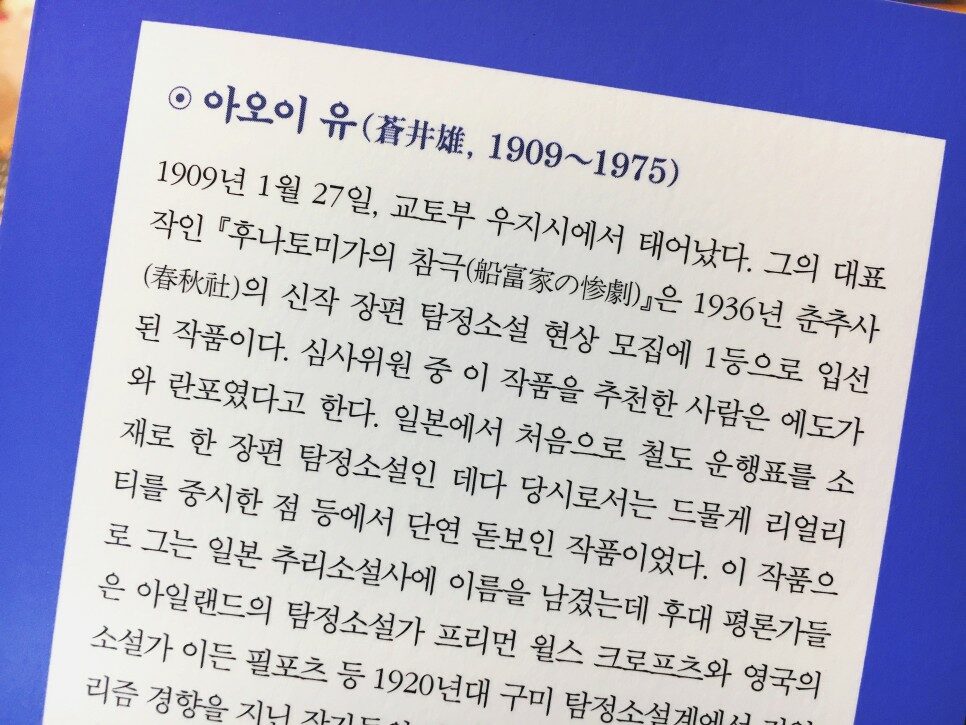 ⊙ 아오이 유(蒼井雄, 1909~1975)
1909년 1월 27일, 교토부 우지시에서 태어났다. 그의 대표
작인 『후나토미가의 참극(船富家の惨劇)』은 1936년 춘추사
(春秋社)의 신작 장편 탐정소설 현상 모집에 1등으로 입선
된 작품이다. 심사위원 중 이 작품을 추천한 사람은 에도가
와 란포였다고 한다. 일본에서 처음으로 철도 운행표를 소
재로 한 장편 탐정소설인 데다 당시로서는 드물게 리얼리
티를 중시한 점 등에서 단연 돋보인 작품이었다. 이 작품으
로 그는 일본 추리소설사에 이름을 남겼는데 후대 평론가들
은 아일랜드의 탐정소설가 프리먼 윌스 크로프츠와 영국의
소설가 이든 필포츠 등 1920년대 구미 탐정소설계에서
리즘 경향을 지닌